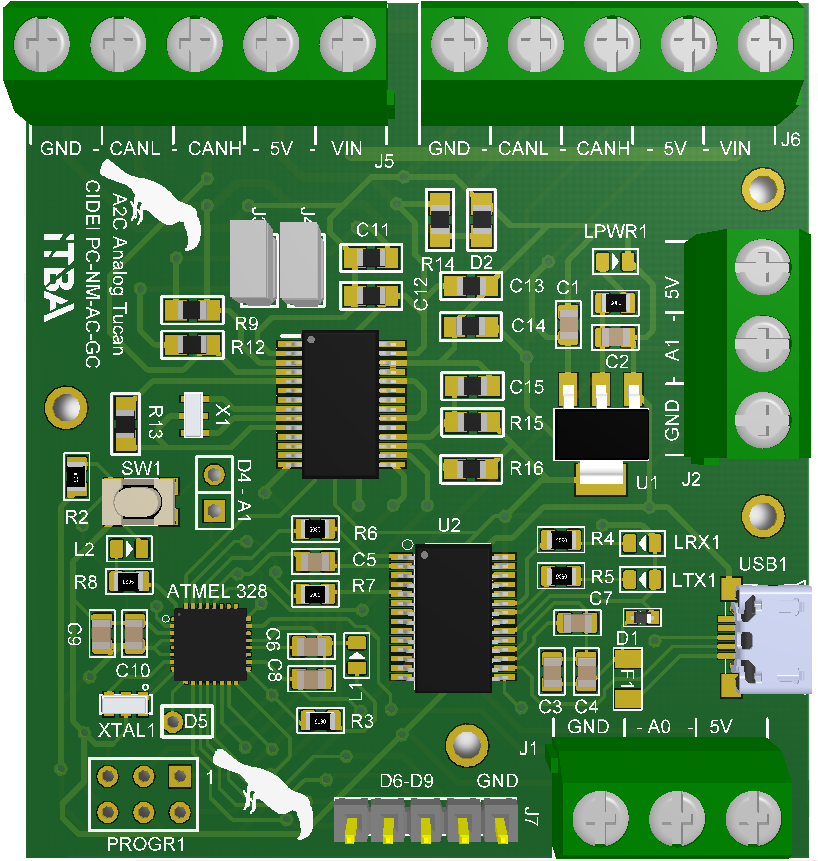 GND - CANL - CANH - 5V - VIN
J5
GND - CANL - CANH - 5V - VIN
J6
A2C Analog Tucan
CIDEI PC-NM-AC-GC
ITBA
C11
C12
R14
D2
C13
C14
LPWR1
C1
C2
5V
- A1 -
GND
J2
R9
R12
R13
X1
C15
R15
R16
U1
SW1
D4 - A1
R2
L2
R8
R6
C5
R7
U2
R4
R5
LRX1
LTX1
USB1
C7
D1
F1
ATMEL 328
C9
C10
C6
C8
L1
C3
C4
XTAL1
D5
R3
GND - A0 - 5V
J1
1
PROGR1
D6-D9
GND
J7